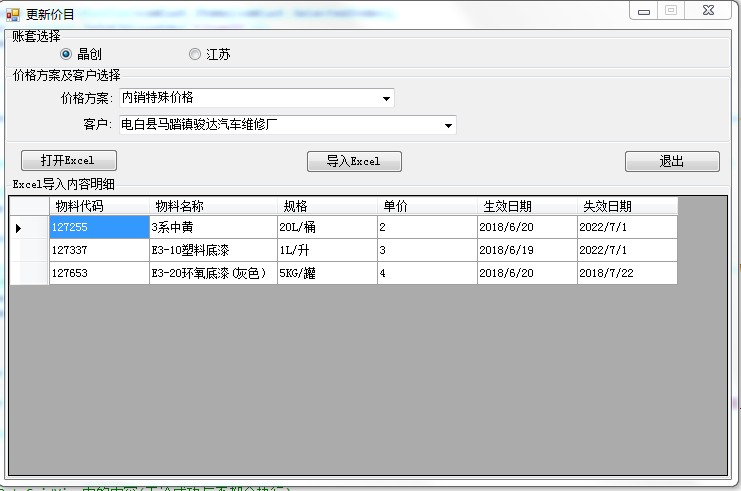 更新价目
账套选择
晶创 江苏
价格方案及客户选择
价格方案: 内销特殊价格
客户: 电白县马踏镇骏达汽车维修厂
打开Excel 导入Excel 退出
Excel导入内容明细
物料代码 物料名称 规格 单价 生效日期 失效日期
127255 3系中黄 20L/桶 2 2018/6/20 2022/7/1
127337 E3-10塑料底漆 1L/升 3 2018/6/19 2022/7/1
127653 E3-20环氧底漆(灰色) 5KG/罐 4 2018/6/20 2018/7/22